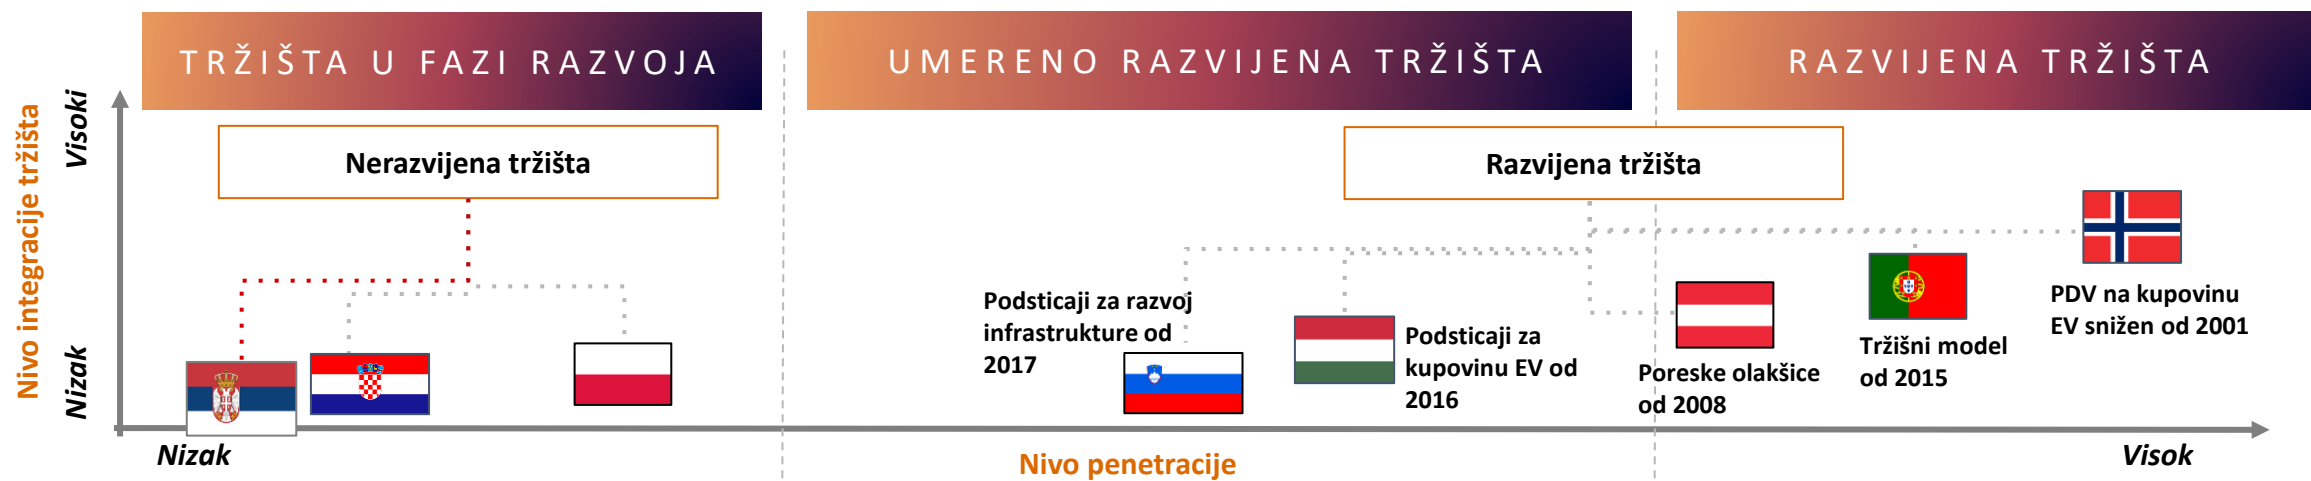 TRŽIŠTA U FAZI RAZVOJA
UMERENO RAZVIJENA TRŽIŠTA
RAZVIJENA TRŽIŠTA
Nivo integracije tržišta
Visoki
Nizak
Nerazvijena tržišta
Razvijena tržišta
Podsticaji za razvoj
infrastrukture od
2017
Podsticaji za
kupovinu EV od
2016
Poreske olakšice
od 2008
Tržišni model
od 2015
PDV na kupovinu
EV snižen od 2001
Nizak
Nivo penetracije
Visok